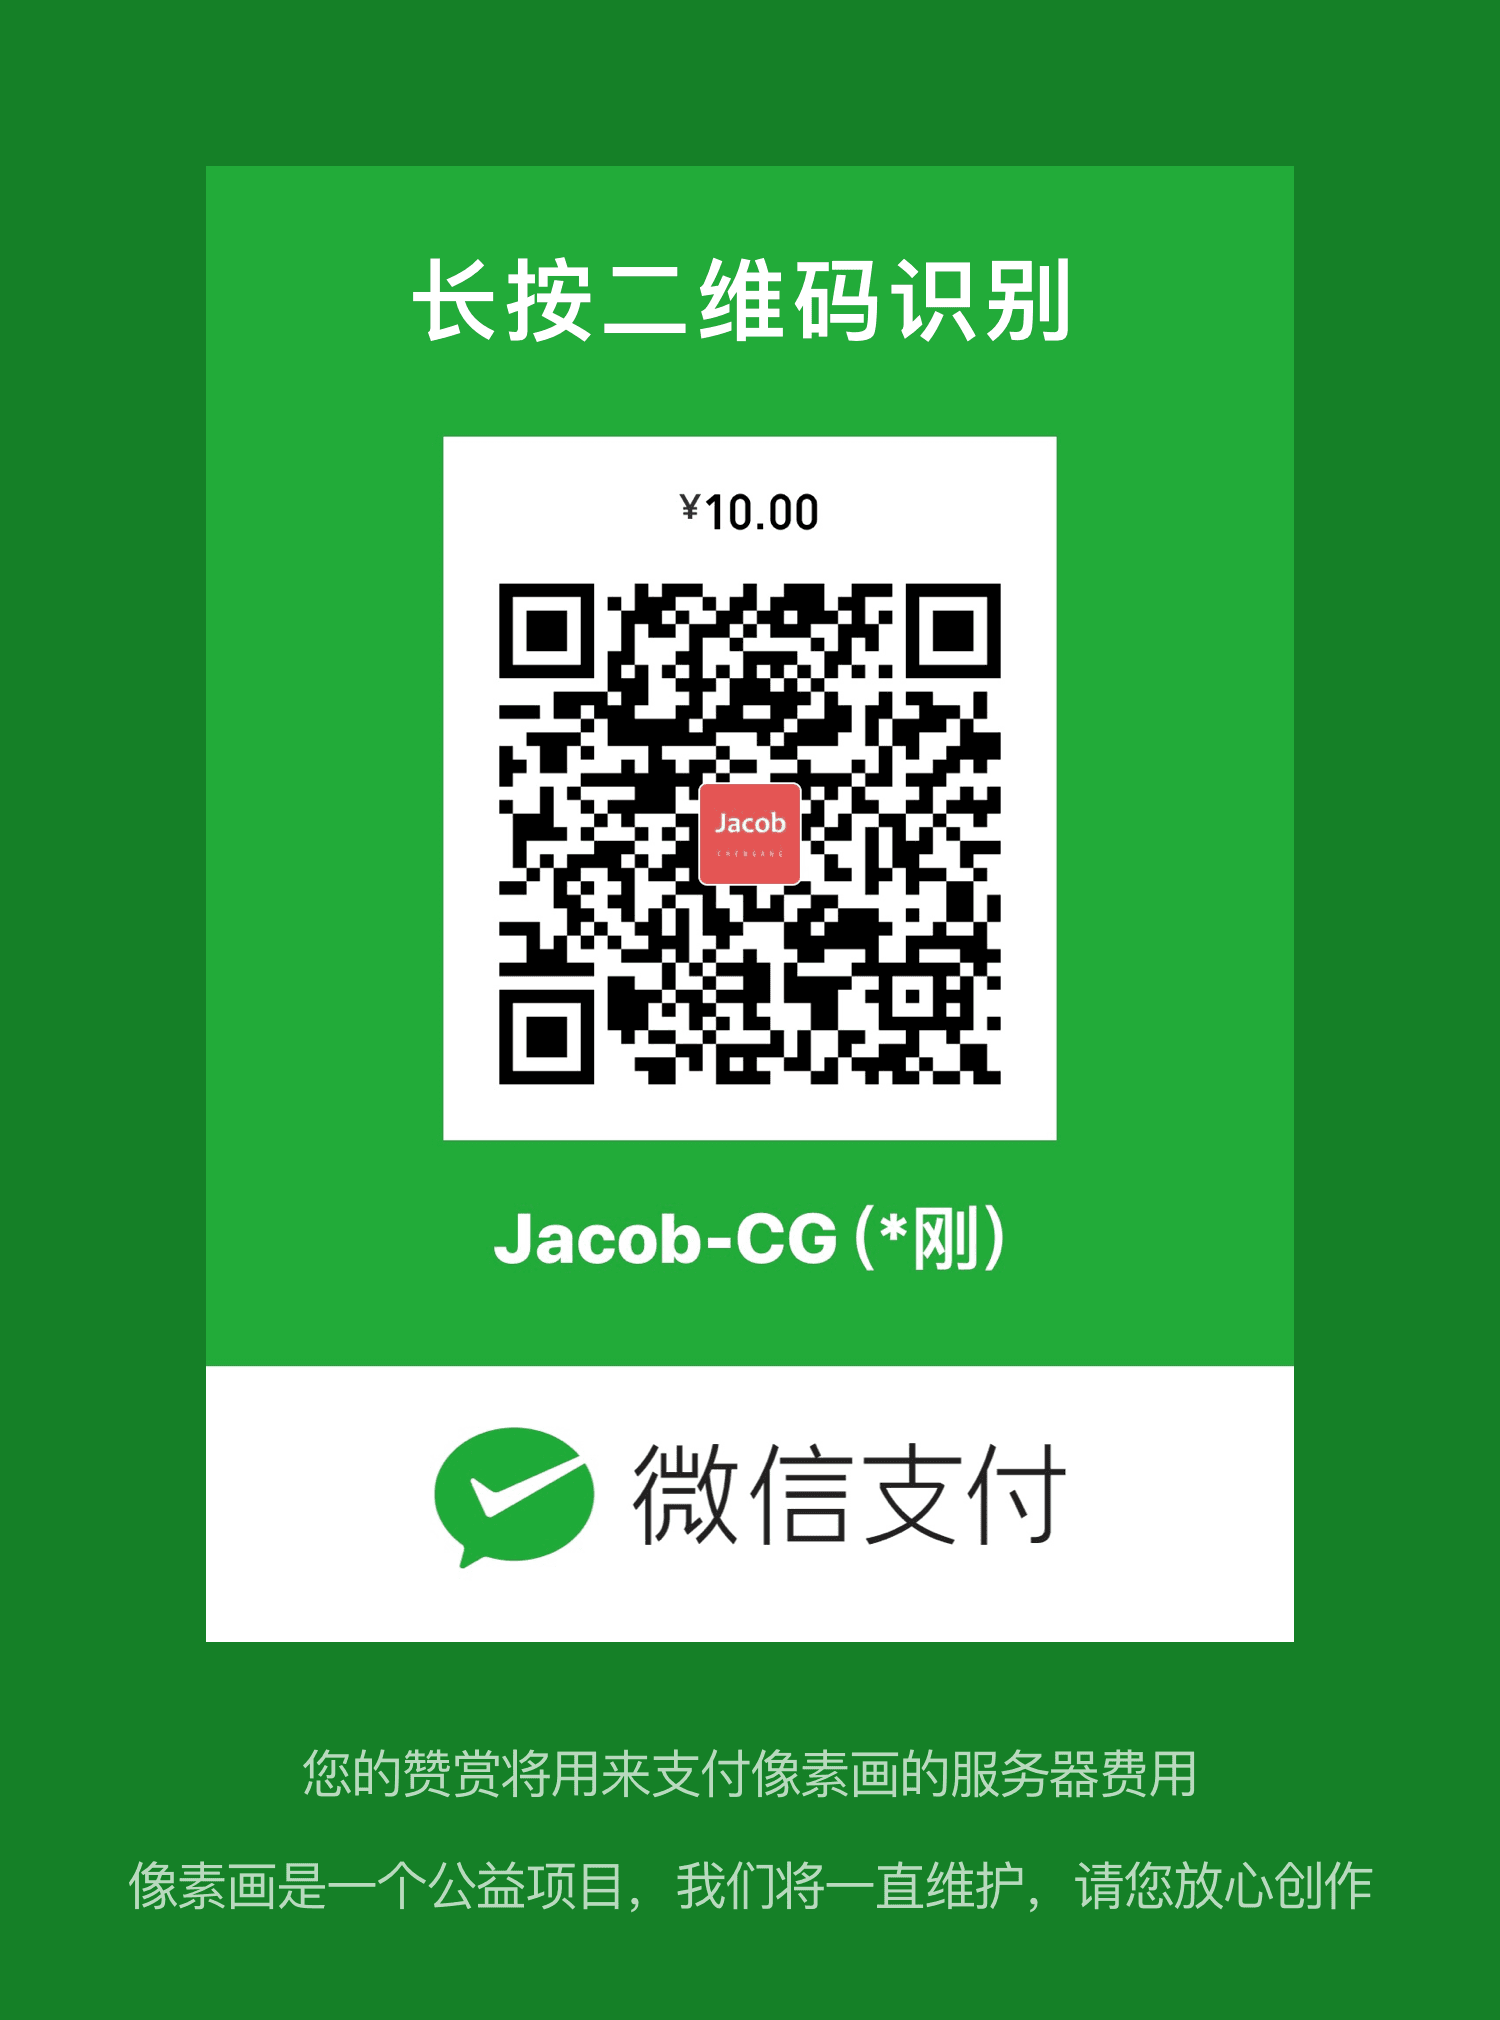 长按二维码识别
¥10.00
Jacob
CHENGANG
Jacob-CG(*刚)
微信支付
您的赞赏将用来支付像素画的服务器费用
像素画是一个公益项目，我们将一直维护，请您放心创作